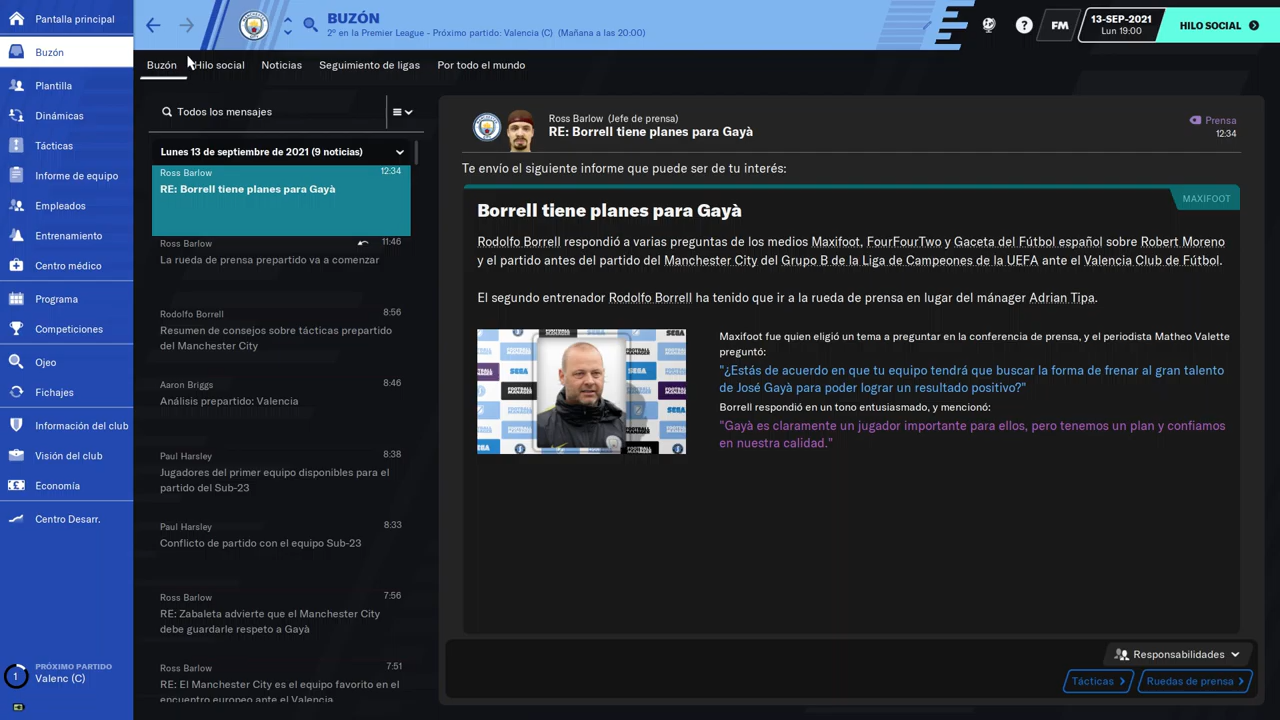 Pantalla principal
Buzón
Plantilla
Dinámicas
Tácticas
Informe de equipo
Empleados
Entrenamiento
Centro médico
Programa
Competiciones
Ojeo
Fichajes
Información del club
Visión del club
Economía
Centro Desarr.
1
PRÓXIMO PARTIDO
Valenc (C)
BUZÓN
2º en la Premier League - Próximo partido: Valencia (C) (Mañana a las 20:00)
?
FM
13-SEP-2021
Lun 19:00
HILO SOCIAL
Buzón
Hilo social
Noticias
Seguimiento de ligas
Por todo el mundo
Todos los mensajes
Lunes 13 de septiembre de 2021 (9 noticias)
Ross Barlow 12:34
RE: Borrell tiene planes para Gayà
Ross Barlow 11:46
La rueda de prensa prepartido va a comenzar
Rodolfo Borrell 8:56
Resumen de consejos sobre tácticas prepartido
del Manchester City
Aaron Briggs 8:46
Análisis prepartido: Valencia
Paul Harsley 8:38
Jugadores del primer equipo disponibles para el
partido del Sub-23
Paul Harsley 8:33
Conflicto de partido con el equipo Sub-23
Ross Barlow 7:56
RE: Zabaleta advierte que el Manchester City
debe guardarle respeto a Gayà
Ross Barlow 7:51
RE: El Manchester City es el equipo favorito en el
encuentro europeo ante el Valencia
Ross Barlow (Jefe de prensa)
RE: Borrell tiene planes para Gayà
Prensa
12:34
Te envío el siguiente informe que puede ser de tu interés:
MAXIFOOT
Borrell tiene planes para Gayà
Rodolfo Borrell respondió a varias preguntas de los medios Maxifoot, FourFourTwo y Gaceta del Fútbol español sobre Robert Moreno
y el partido antes del partido del Manchester City del Grupo B de la Liga de Campeones de la UEFA ante el Valencia Club de Fútbol.
El segundo entrenador Rodolfo Borrell ha tenido que ir a la rueda de prensa en lugar del mánager Adrian Tipa.
Maxifoot fue quien eligió un tema a preguntar en la conferencia de prensa, y el periodista Matheo Valette
preguntó:
"¿Estás de acuerdo en que tu equipo tendrá que buscar la forma de frenar al gran talento
de José Gayà para poder lograr un resultado positivo?"
Borrell respondió en un tono entusiasmado, y mencionó:
"Gayà es claramente un jugador importante para ellos, pero tenemos un plan y confiamos
en nuestra calidad."
SEGA
Responsabilidades
Tácticas
Ruedas de prensa